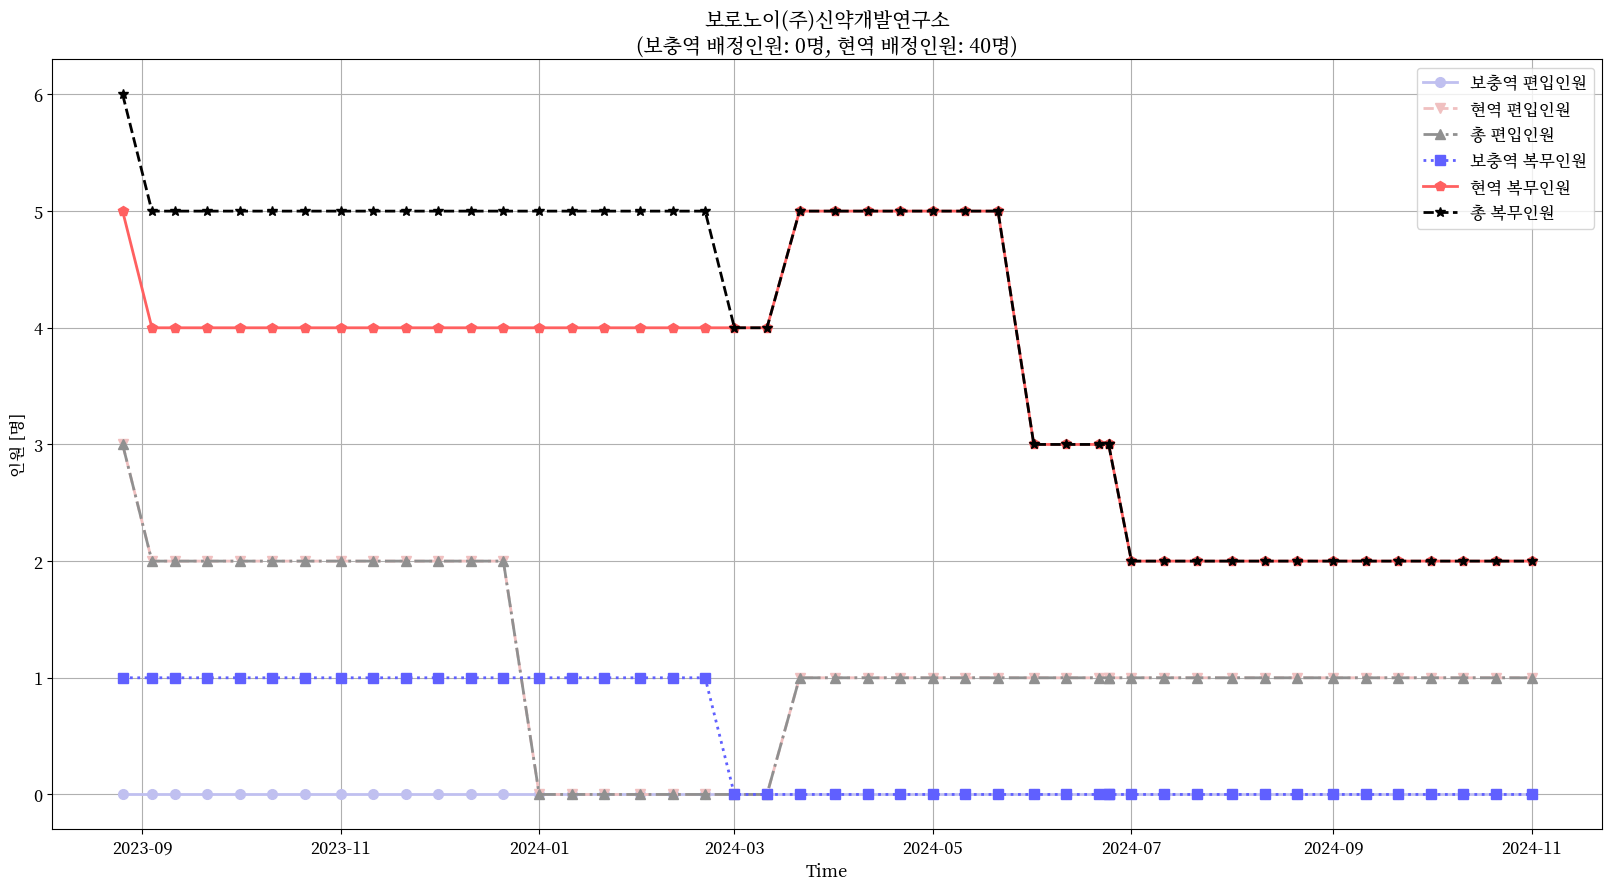 보로노이(주)신약개발연구소
(보충역 배정인원: 0명, 현역 배정인원: 40명)
보충역 편입인원
현역 편입인원
총 편입인원
보충역 복무인원
현역 복무인원
총 복무인원
인원 [명]
6
5
4
3
2
1
0
2023-09
2023-11
2024-01
2024-03
2024-05
2024-07
2024-09
2024-11
Time